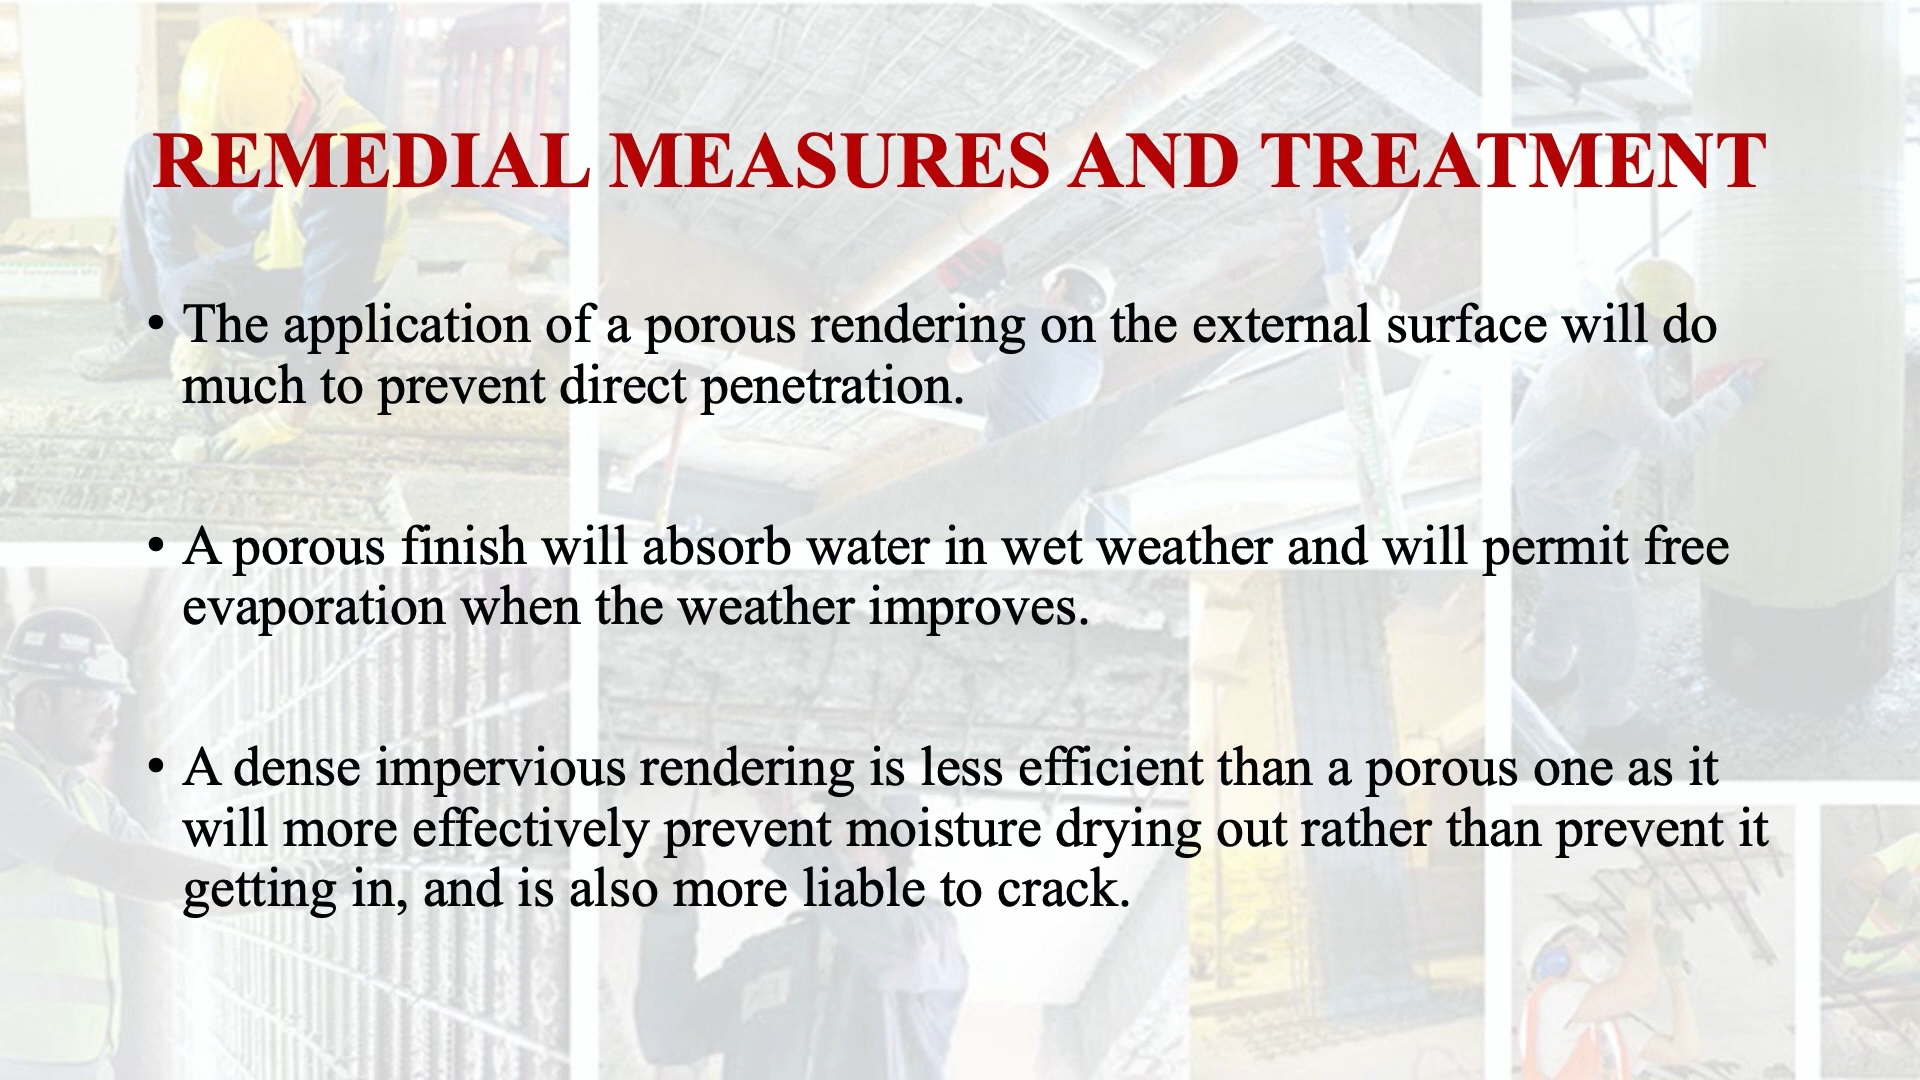 REMEDIAL MEASURES AND TREATMENT
• The application of a porous rendering on the external surface will do
much to prevent direct penetration.
• A porous finish will absorb water in wet weather and will permit free
evaporation when the weather improves.
• A dense impervious rendering is less efficient than a porous one as it
will more effectively prevent moisture drying out rather than prevent it
getting in, and is also more liable to crack.